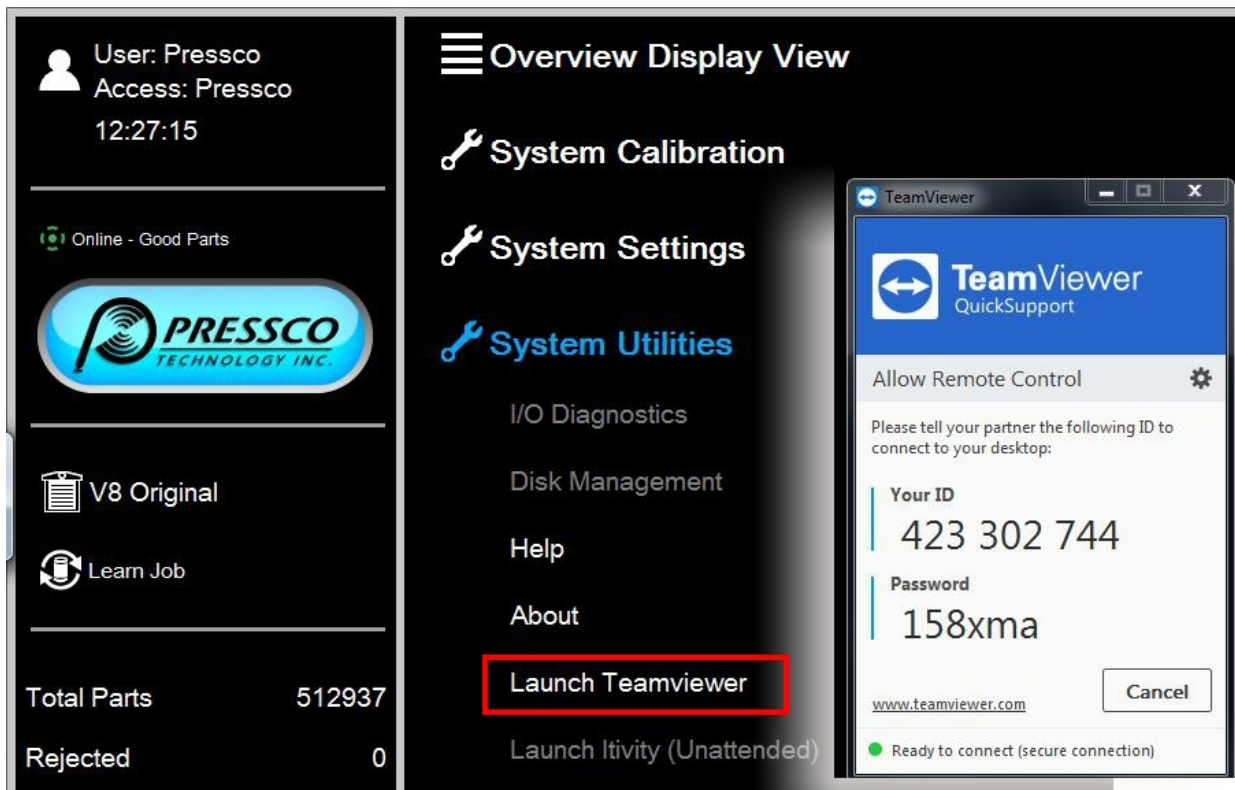 User: Pressco
Access: Pressco
12:27:15
Online - Good Parts
PRESSCO
TECHNOLOGY INC.
V8 Original
Learn Job
Total Parts 512937
Rejected 0
Overview Display View
System Calibration
System Settings
System Utilities
I/O Diagnostics
Disk Management
Help
About
Launch Teamviewer
Launch Itivity (Unattended)
TeamViewer
TeamViewer
QuickSupport
Allow Remote Control
Please tell your partner the following ID to
connect to your desktop:
Your ID
423 302 744
Password
158xma
www.teamviewer.com
Cancel
Ready to connect (secure connection)